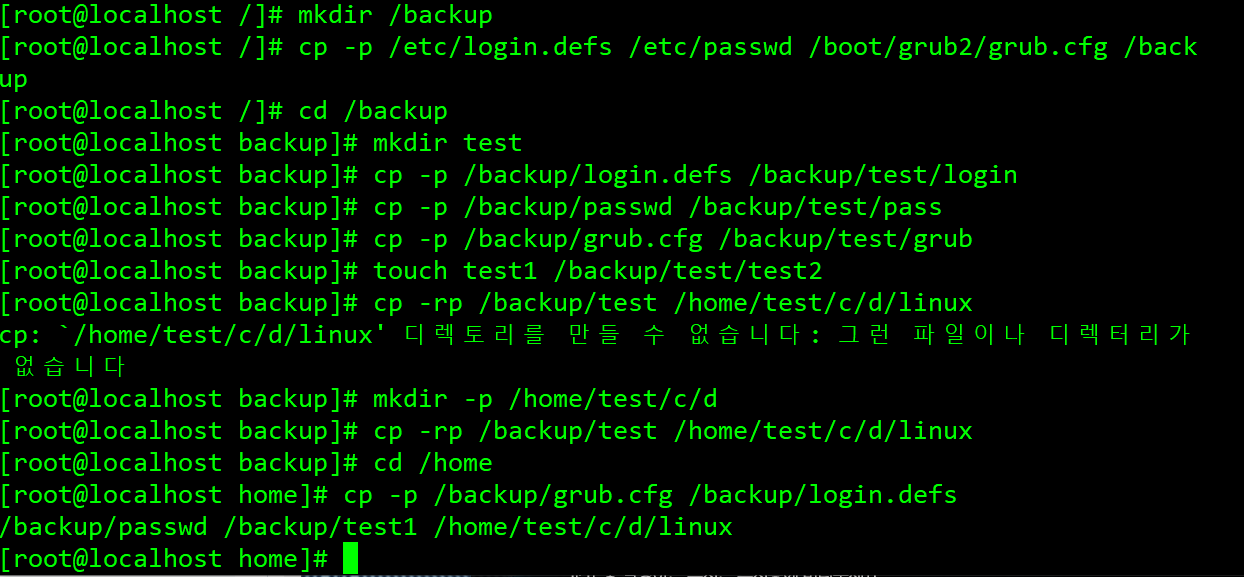 [root@localhost /]# mkdir /backup
[root@localhost /]# cp -p /etc/login.defs /etc/passwd /boot/grub2/grub.cfg /back
up
[root@localhost /]# cd /backup
[root@localhost backup]# mkdir test
[root@localhost backup]# cp -p /backup/login.defs /backup/test/login
[root@localhost backup]# cp -p /backup/passwd /backup/test/pass
[root@localhost backup]# cp -p /backup/grub.cfg /backup/test/grub
[root@localhost backup]# touch test1 /backup/test/test2
[root@localhost backup]# cp -rp /backup/test /home/test/c/d/linux
cp: `/home/test/c/d/linux' 디렉토리를 만들 수 없습니다: 그런 파일이나 디렉터리가
없습니다
[root@localhost backup]# mkdir -p /home/test/c/d
[root@localhost backup]# cp -rp /backup/test /home/test/c/d/linux
[root@localhost backup]# cd /home
[root@localhost home]# cp -p /backup/grub.cfg /backup/login.defs
/backup/passwd /backup/test1 /home/test/c/d/linux
[root@localhost home]#